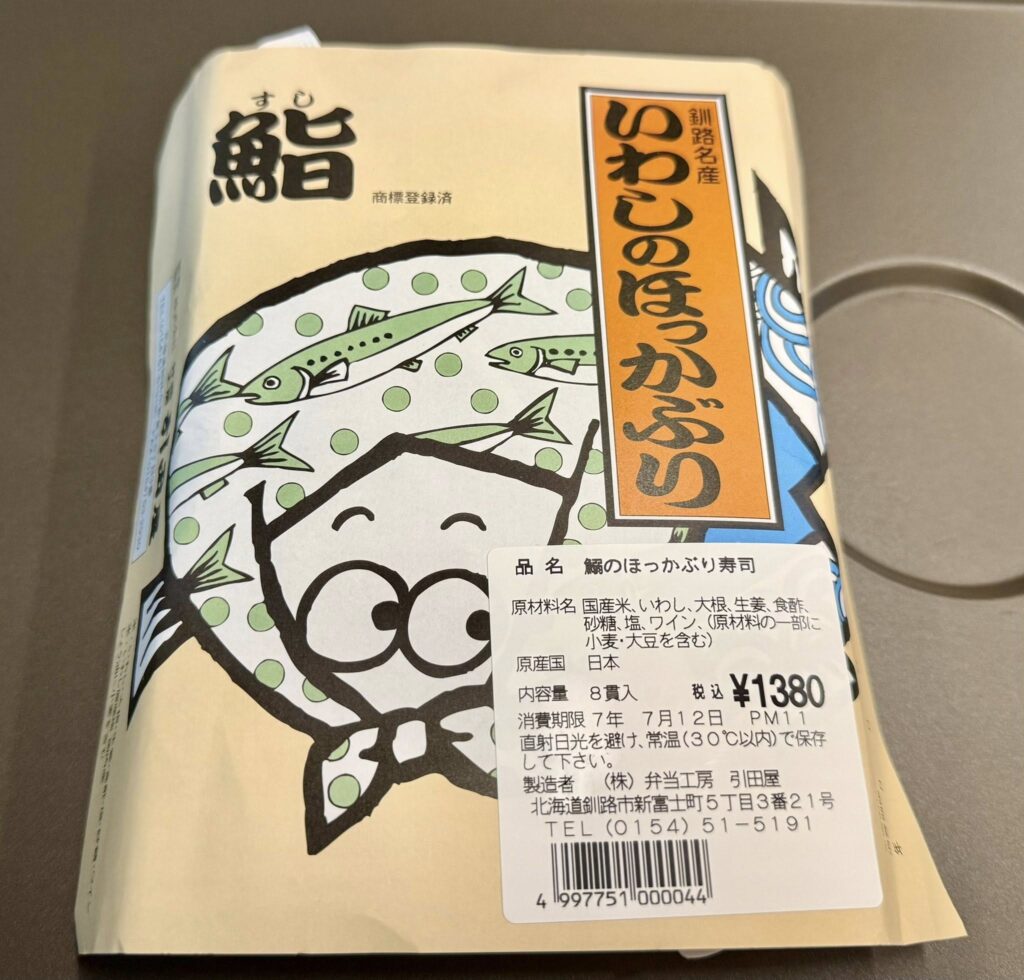 すし
鮨
商標登録済
釧路名産
いわしのほっかぶり
品名 鰯のほっかぶり寿司
原材料名 国産米、いわし、大根、生姜、食酢、
砂糖、塩、ワイン、(原材料の一部に
小麦・大豆を含む)
原産国 日本
内容量 8貫入 税込 ¥1380
消費期限 7年 7月12日 PM11
直射日光を避け、常温(30℃以内)で保存
して下さい。
製造者 (株)弁当工房 引田屋
北海道釧路市新富士町5丁目3番21号
TEL(0154)51-5191
4 997751 000044